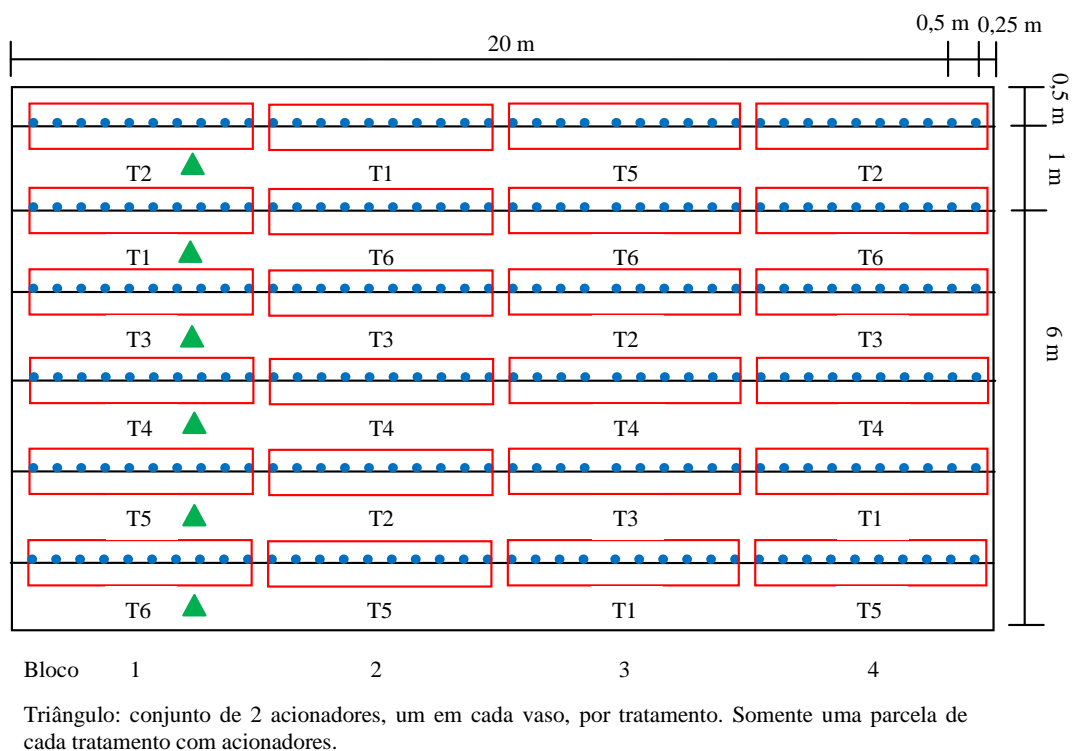 0,5 m 0,25 m
20 m
0,5 m
1 m
6 m
T2 T1 T5 T2
T1 T6 T6 T6
T3 T3 T2 T3
T4 T4 T4 T4
T5 T2 T3 T1
T6 T5 T1 T5
Bloco 1 2 3 4
Triângulo: conjunto de 2 acionadores, um em cada vaso, por tratamento. Somente uma parcela de
cada tratamento com acionadores.